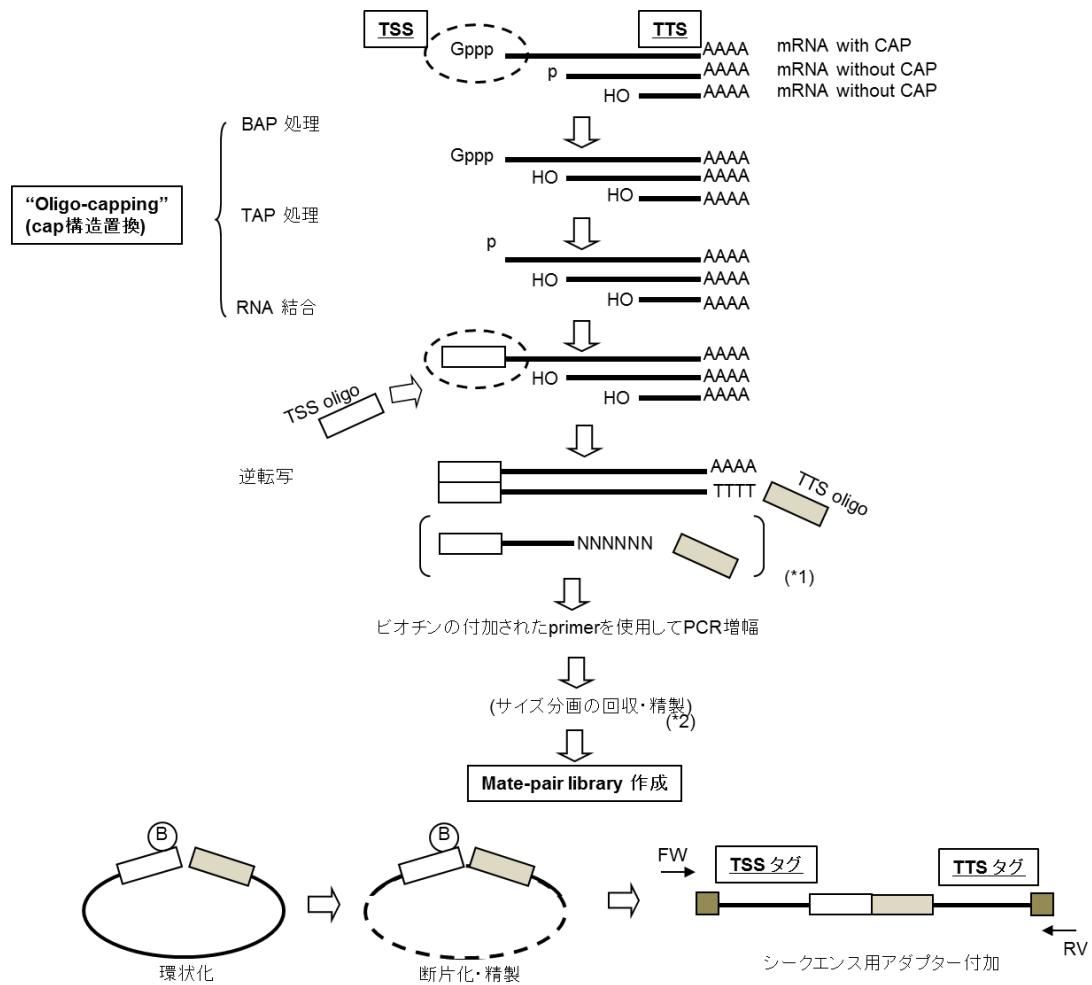 TSS
TTS
Gppp
AAAA
mRNA with CAP
p
AAAA
mRNA without CAP
HO
AAAA
mRNA without CAP
BAP 処理
Gppp
AAAA
HO
AAAA
HO
AAAA
“Oligo-capping”
(cap構造置換)
TAP 処理
p
AAAA
HO
AAAA
HO
AAAA
RNA 結合
AAAA
HO
AAAA
HO
AAAA
TSS oligo
逆転写
AAAA
TTTT
TTS oligo
NNNNNN
(*1)
ビオチンの付加されたprimerを使用してPCR増幅
(サイズ分画の回収・精製)
(*2)
Mate-pair library 作成
B
環状化
B
断片化・精製
FW
TSS タグ
TTS タグ
RV
シークエンス用アダプター付加